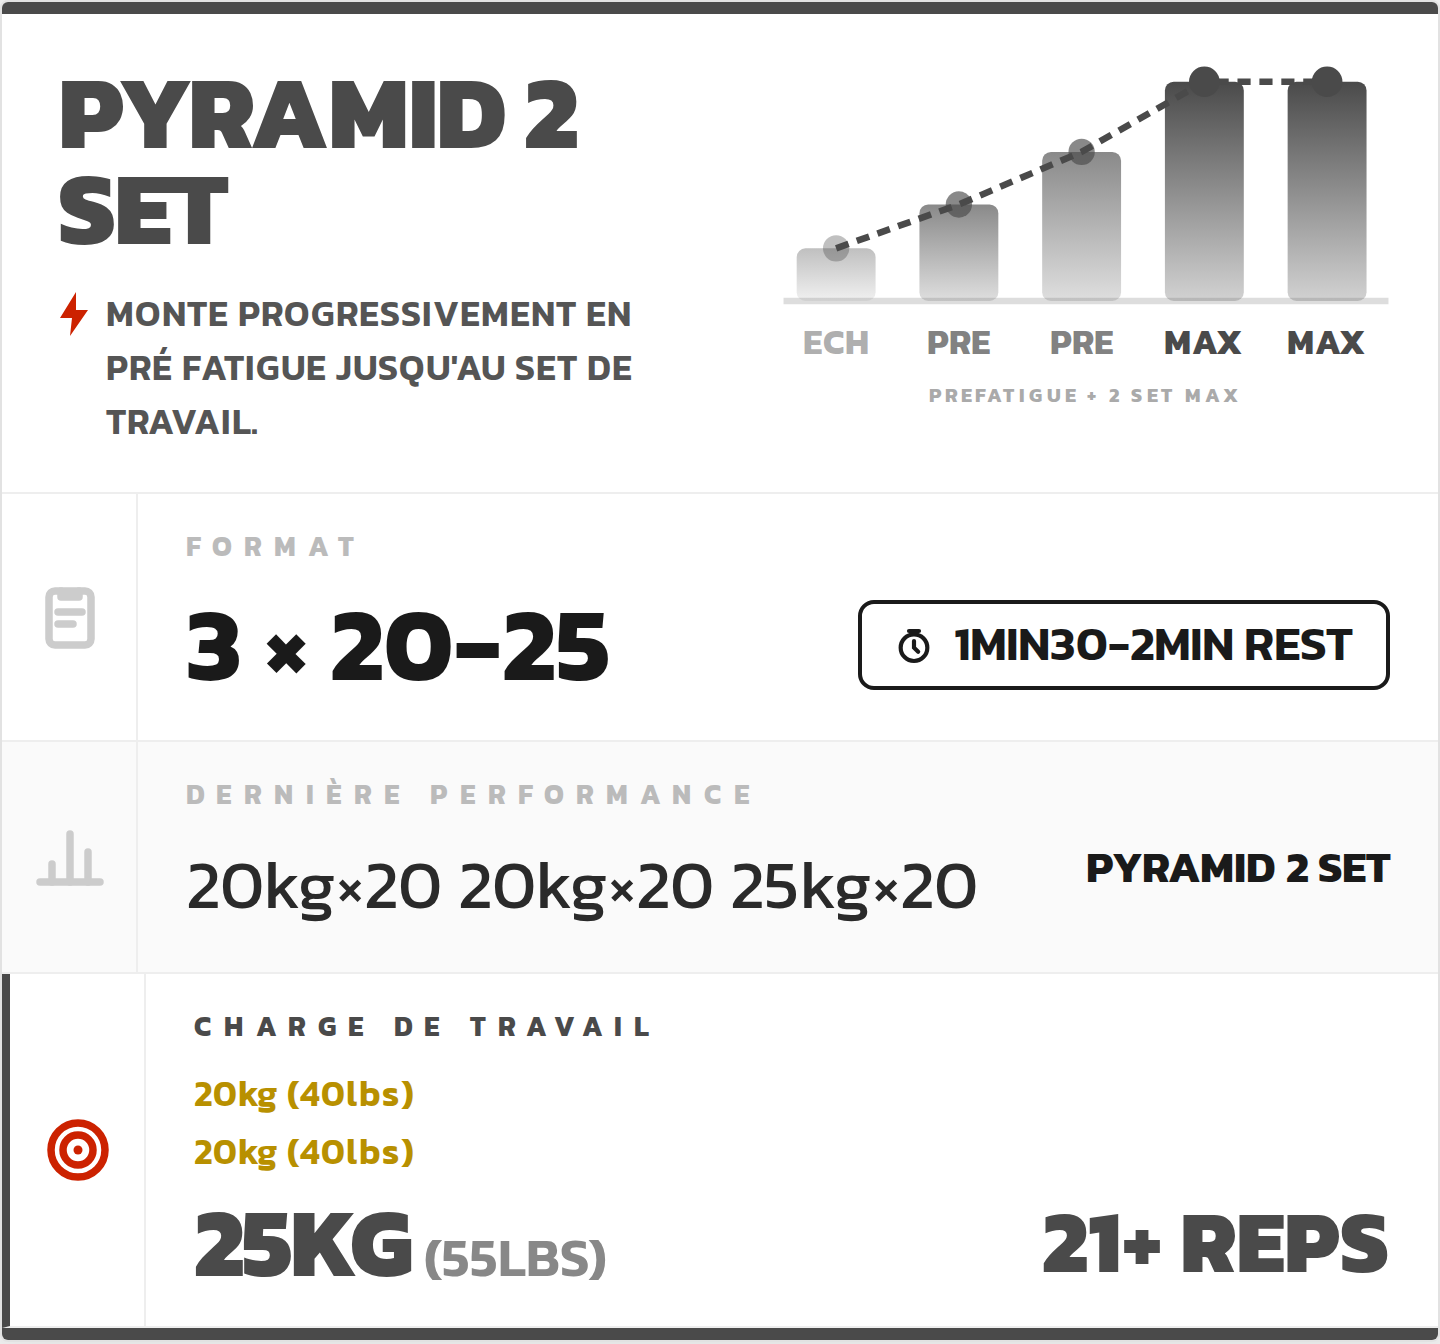 PYRAMID 2
SET
MONTE PROGRESSIVEMENT EN
PRÉ FATIGUE JUSQU'AU SET DE
TRAVAIL.
ECH PRE PRE MAX MAX
PREFATIGUE + 2 SET MAX
FORMAT
3 × 20–25
1MIN30–2MIN REST
DERNIÈRE PERFORMANCE
20kg×20 20kg×20 25kg×20
PYRAMID 2 SET
CHARGE DE TRAVAIL
20kg (40lbs)
20kg (40lbs)
25KG (55LBS)
21+ REPS